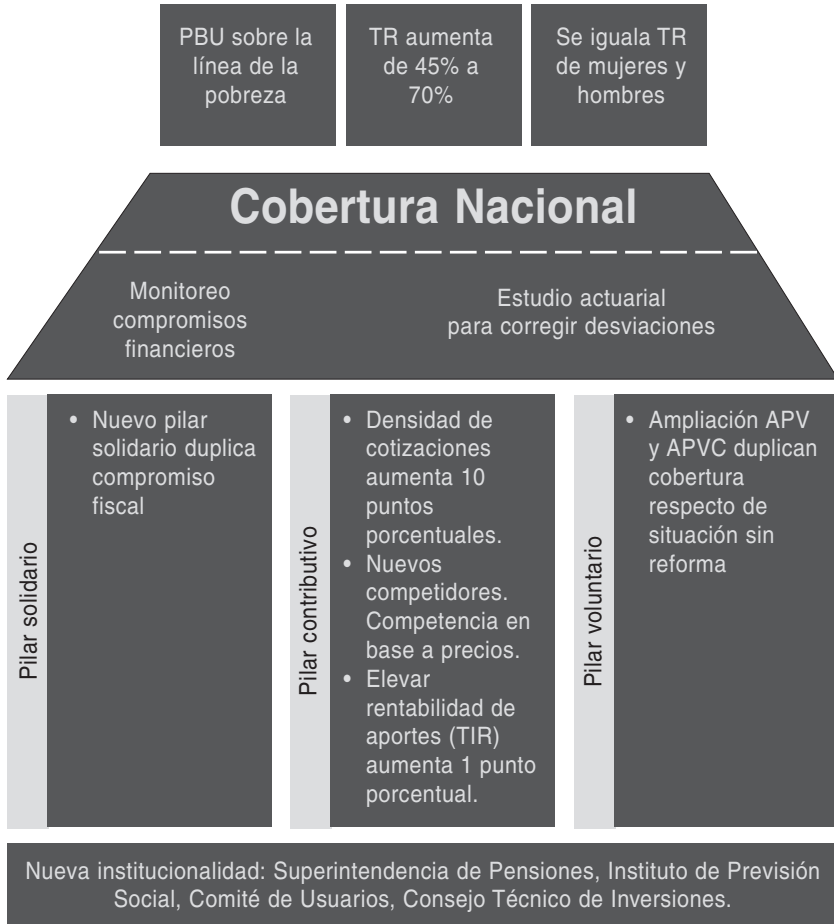 PBU sobre la
línea de la
pobreza
TR aumenta
de 45% a
70%
Se iguala TR
de mujeres y
hombres
Cobertura Nacional
Monitoreo
compromisos
financieros
Estudio actuarial
para corregir desviaciones
Pilar solidario
• Nuevo pilar
solidario duplica
compromiso
fiscal
Pilar contributivo
• Densidad de
cotizaciones
aumenta 10
puntos
porcentuales.
• Nuevos
competidores.
Competencia en
base a precios.
• Elevar
rentabilidad de
aportes (TIR)
aumenta 1 punto
porcentual.
Pilar voluntario
• Ampliación APV
y APVC duplican
cobertura
respecto de
situación sin
reforma
Nueva institucionalidad: Superintendencia de Pensiones, Instituto de Previsión
Social, Comité de Usuarios, Consejo Técnico de Inversiones.